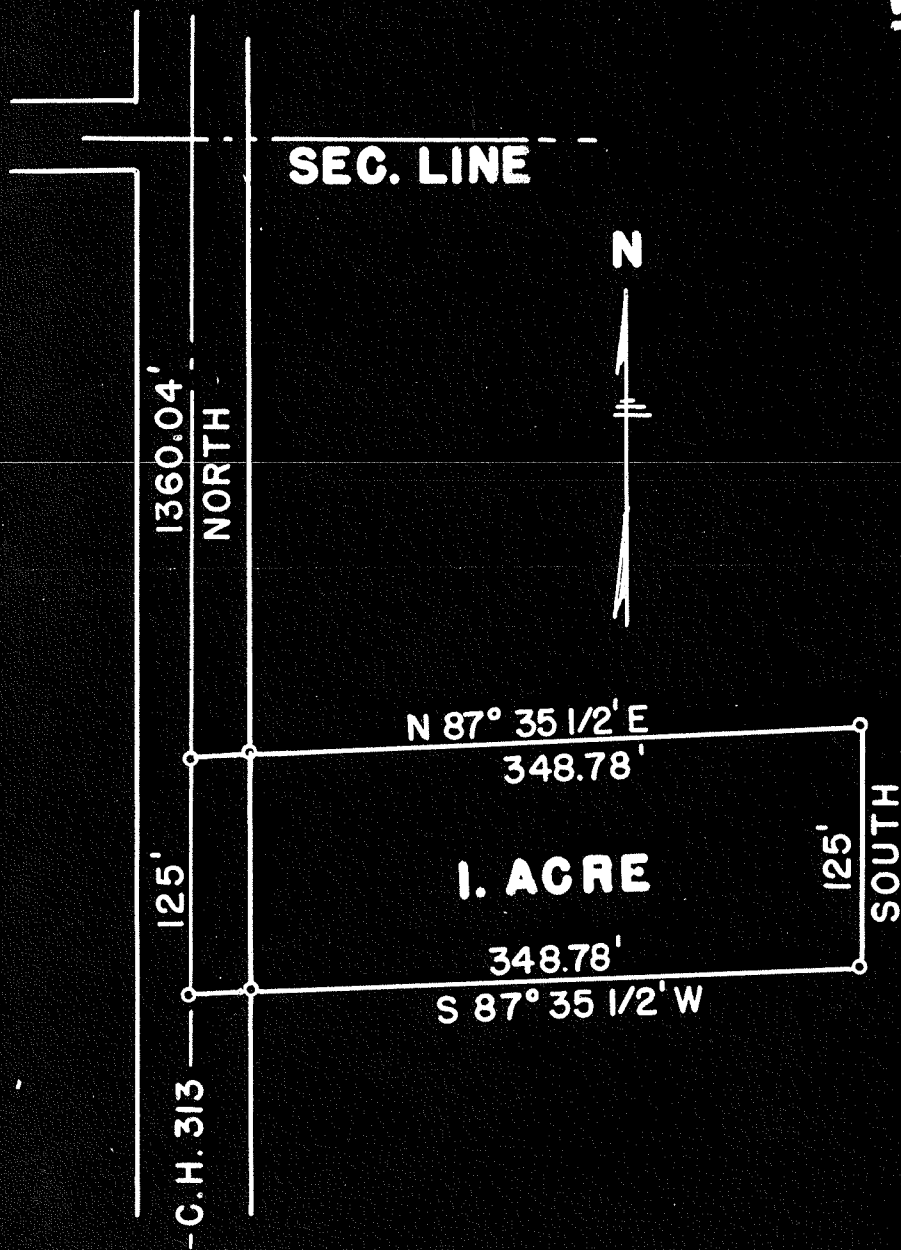 SEC. LINE
N
1360.04'
NORTH
N 87° 35 1/2' E
348.78'
125'
1. ACRE
125'
SOUTH
348.78'
S 87° 35 1/2' W
C.H. 313